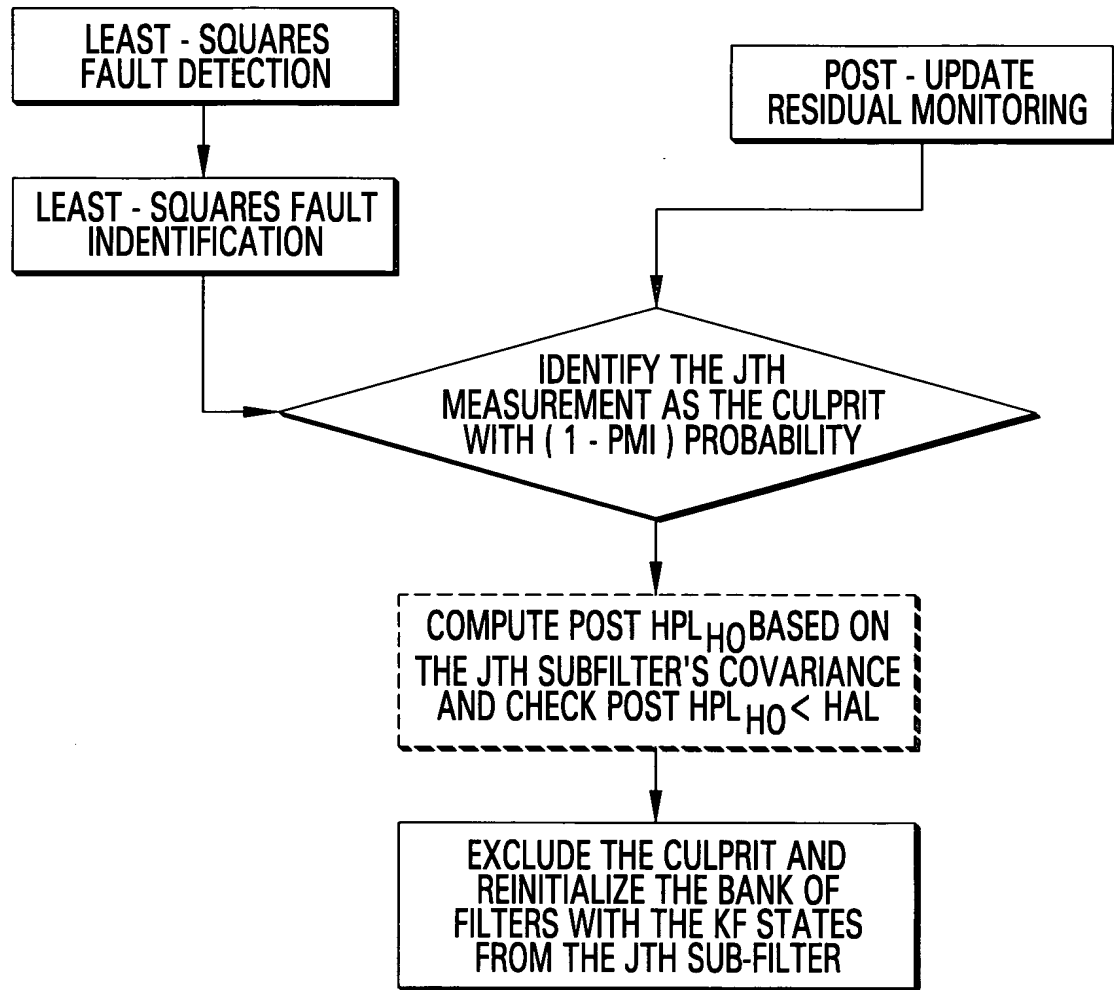 LEAST - SQUARES
FAULT DETECTION
POST - UPDATE
RESIDUAL MONITORING
LEAST - SQUARES FAULT
INDENTIFICATION
IDENTIFY THE JTH
MEASUREMENT AS THE CULPRIT
WITH ( 1 - PMI ) PROBABILITY
COMPUTE POST HPL_HO BASED ON
THE JTH SUBFILTER'S COVARIANCE
AND CHECK POST HPL_HO < HAL
EXCLUDE THE CULPRIT AND
REINITIALIZE THE BANK OF
FILTERS WITH THE KF STATES
FROM THE JTH SUB-FILTER